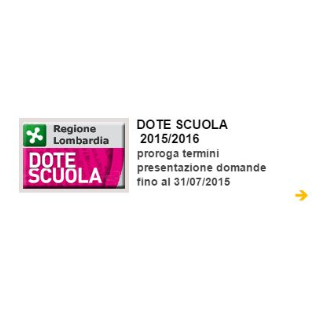 Regione
Lombardia
DOTE
SCUOLA
DOTE SCUOLA
2015/2016
proroga termini
presentazione domande
fino al 31/07/2015